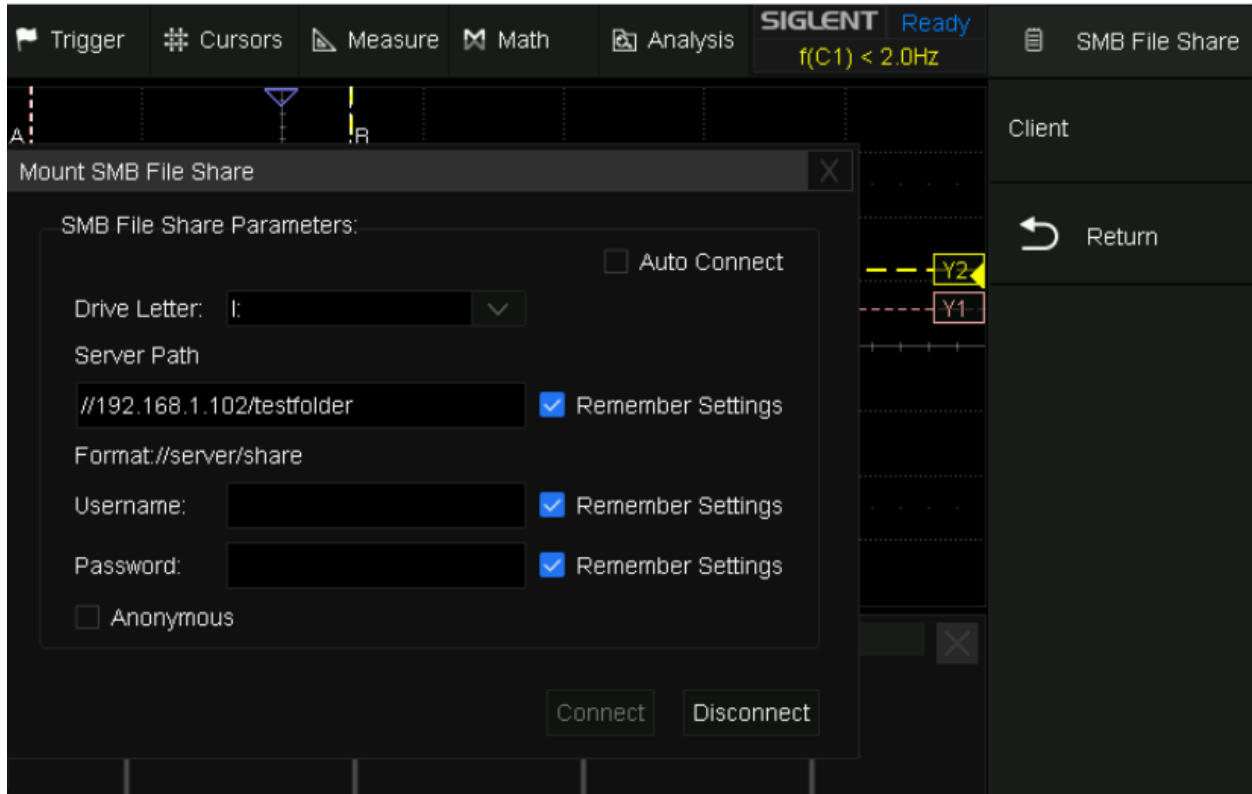 Trigger
Cursors
Measure
Math
Analysis
SIGLENT Ready
f(C1) < 2.0Hz
SMB File Share
A
Client
Mount SMB File Share
X
SMB File Share Parameters:
Return
Auto Connect
Y2
Drive Letter: I:
Y1
Server Path
//192.168.1.102/testfolder
Remember Settings
Format://server/share
Username:
Remember Settings
Password:
Remember Settings
Anonymous
Connect
Disconnect